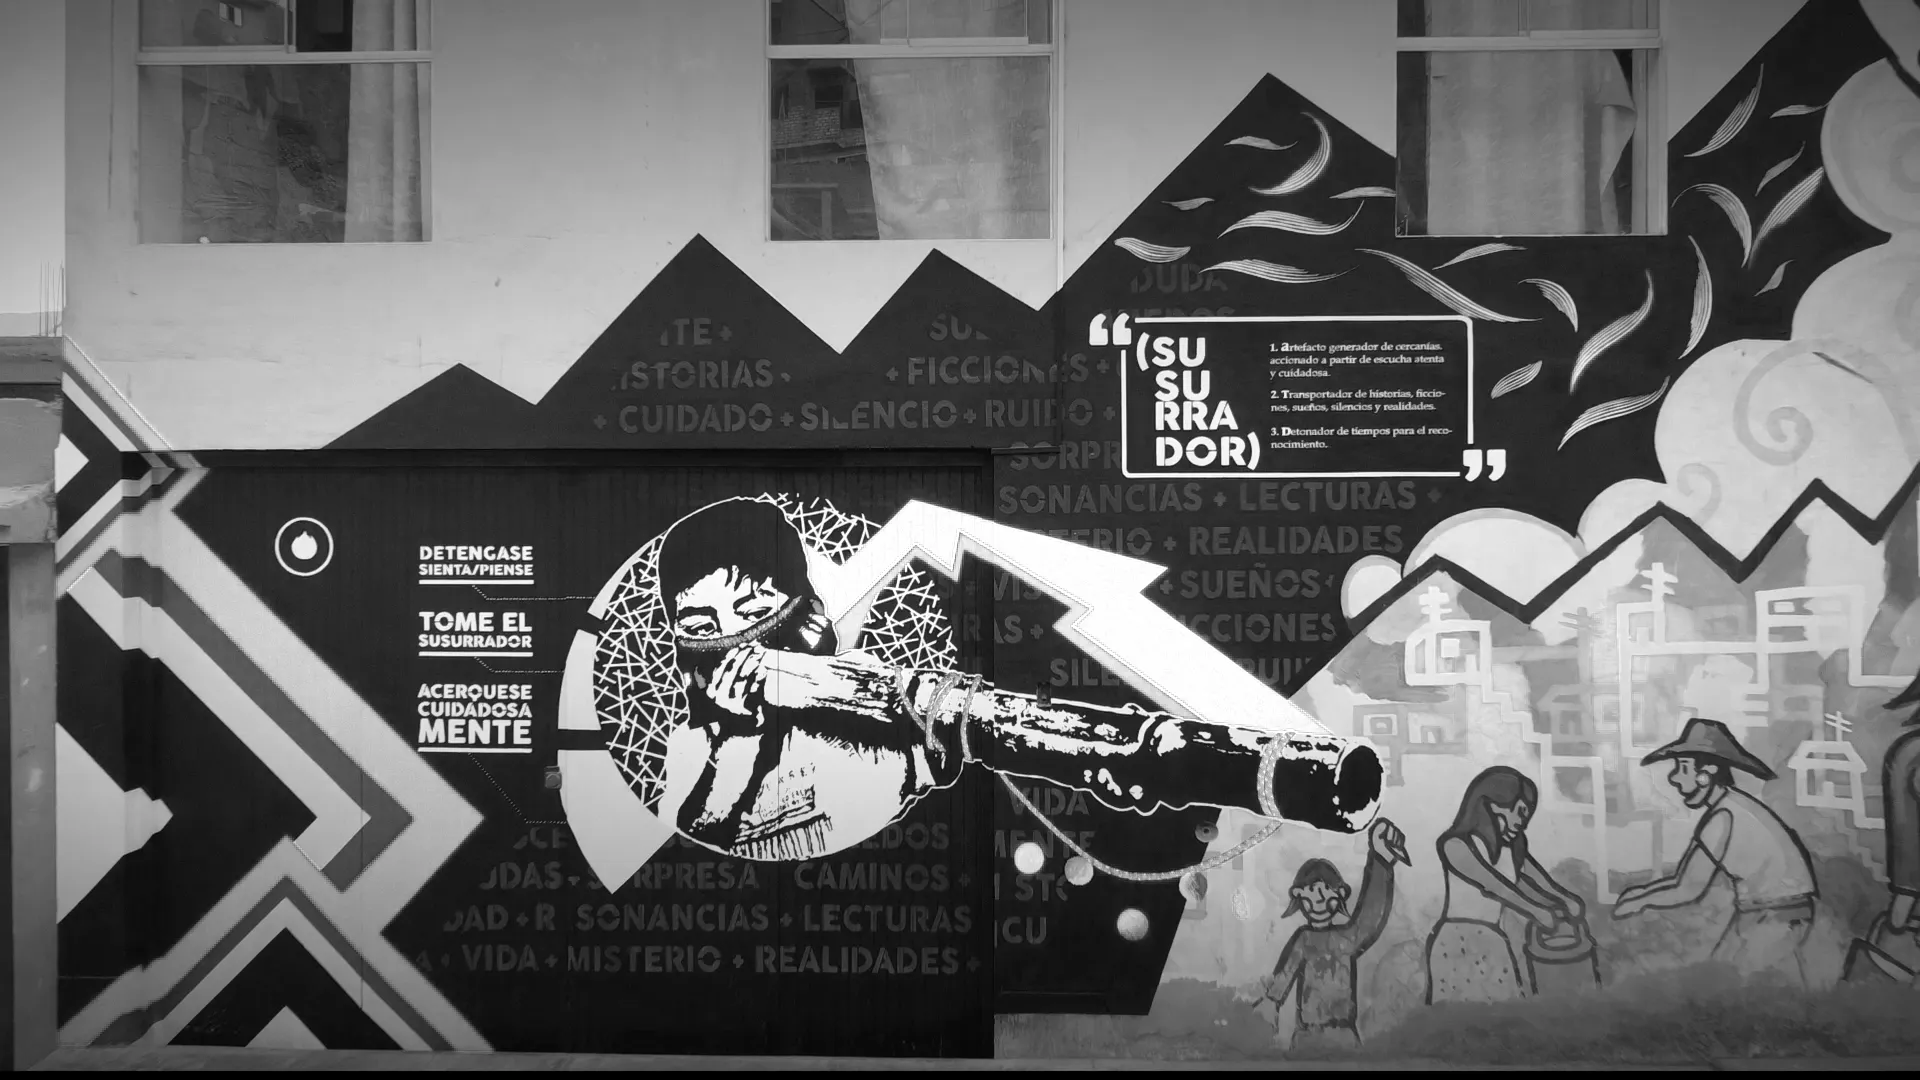 DUDA
+ FICCIONES +
+ CUIDADO + SILENCIO + RUIDO +
“(SU
SU
RRA
DOR)”
1. artefacto generador de cercanías.
accionado a partir de escucha atenta
y cuidadosa.
2. Transportador de historias, ficcio-
nes, sueños, silencios y realidades.
3. Detonador de tiempos para el reco-
nocimiento.
SONANCIAS + LECTURAS +
+ REALIDADES
+ SUEÑOS
DETENGASE
SIENTA/PIENSE
TOME EL
SUSURRADOR
ACERQUESE
CUIDADOSA
MENTE
VIDA
CAMINOS +
SONANCIAS + LECTURAS
+ VIDA + MISTERIO + REALIDADES +